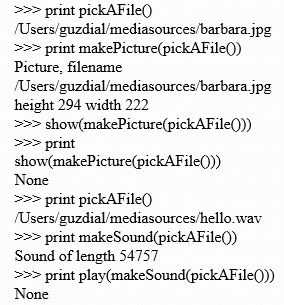 >>> print pickAFile()
/Users/guzdial/mediasources/barbara.jpg
>>> print makePicture(pickAFile())
Picture, filename
/Users/guzdial/mediasources/barbara.jpg
height 294 width 222
>>> show(makePicture(pickAFile()))
>>> print
show(makePicture(pickAFile()))
None
>>> print pickAFile()
/Users/guzdial/mediasources/hello.wav
>>> print makeSound(pickAFile())
Sound of length 54757
>>> print play(makeSound(pickAFile()))
None